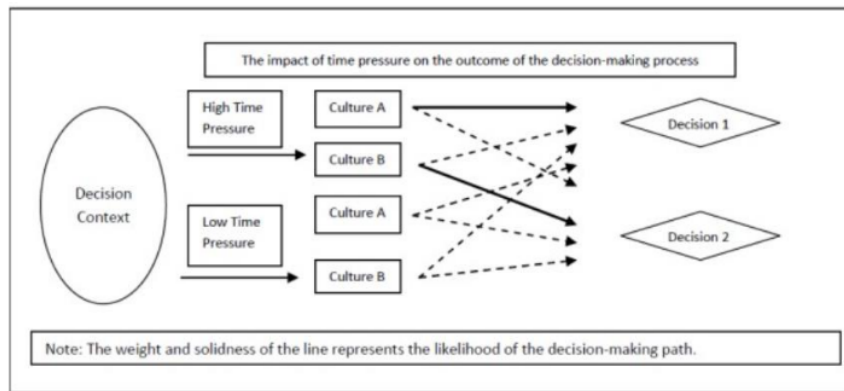 The impact of time pressure on the outcome of the decision-making process
High Time
Pressure
Culture A
Culture B
Decision 1
Decision
Context
Low Time
Pressure
Culture A
Culture B
Decision 2
Note: The weight and solidness of the line represents the likelihood of the decision-making path.